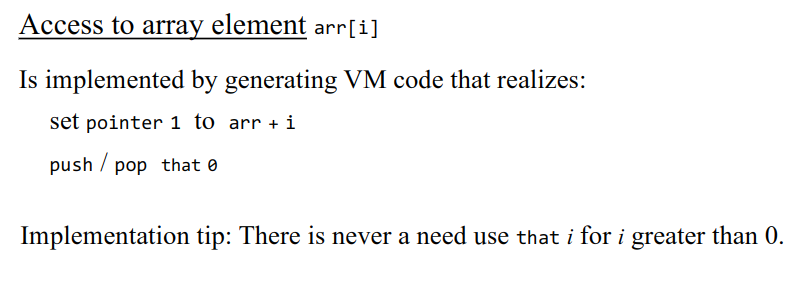 Access to array element arr[i]
Is implemented by generating VM code that realizes:
set pointer 1 to arr + i
push / pop that 0
Implementation tip: There is never a need use that i for i greater than 0.